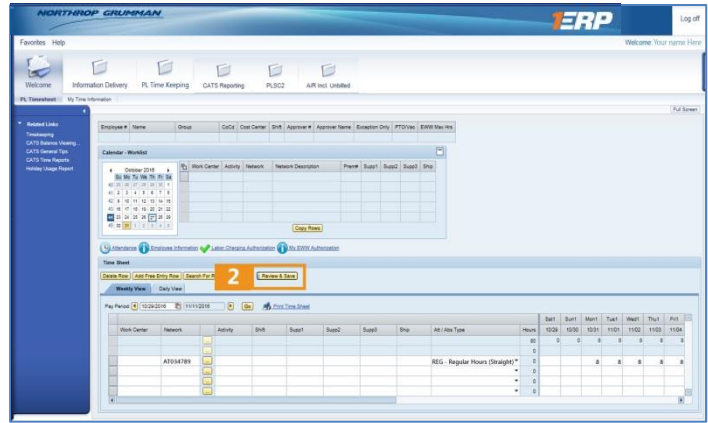 NORTHROP GRUMMAN
1ERP
Log off
Favorites Help
Welcome: Your name Here
Welcome Information Delivery PL Time Keeping CATS Reporting PLSC2 A/R Incl. Unbilled
PL Timesheet My Time Information
Full Screen
Related Links
Timekeeping
CATS Balance Viewing...
CATS General Tips
CATS Time Reports
Holiday Usage Report
Employee # Name Group CoCd Cost Center Shift Approver # Approver Name Exception Only PTO/Vac EWW Max Hrs
Calendar - Worklist
October 2016
Su Mo Tu We Th Fr Sa
Work Center Activity Network Network Description Prem# Supp1 Supp2 Supp3 Ship
Copy Rows
Attendance Employee Information Labor Charging Authorization My EWW Authorization
Time Sheet
Delete Row Add Free Entry Row Search For 2 Review & Save
Weekly View Daily View
Pay Period 10/29/2016 11/11/2016 Go Print Time Sheet
Sat1 Sun1 Mon1 Tue1 Wed1 Thu1 Fri1
Work Center Network Activity Shift Supp1 Supp2 Supp3 Ship Att / Abs Type Hours 10/29 10/30 10/31 11/01 11/02 11/03 11/04
80 0 0 8 8 8 8 8
0
AT034789 REG - Regular Hours (Straight) 0 8 8 8 8 8
0
0
0